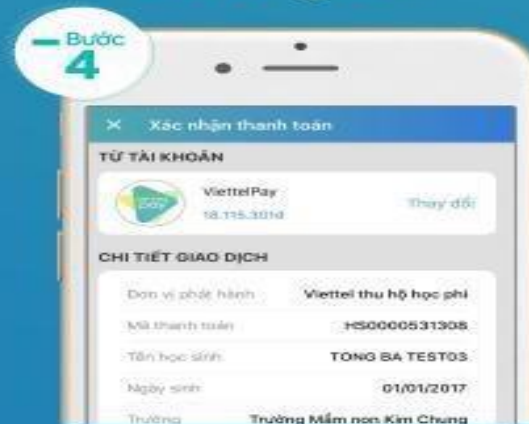 Bước
4
Xác nhận thanh toán
TỪ TÀI KHOẢN
ViettelPay
18.115.301đ
Thay đổi
CHI TIẾT GIAO DỊCH
Đơn vị phát hành Viettel thu hộ học phí
Mã thanh toán HS0000531308
Tên học sinh TONG BA TEST03
Ngày sinh 01/01/2017
Trường Trường Mầm non Kim Chung